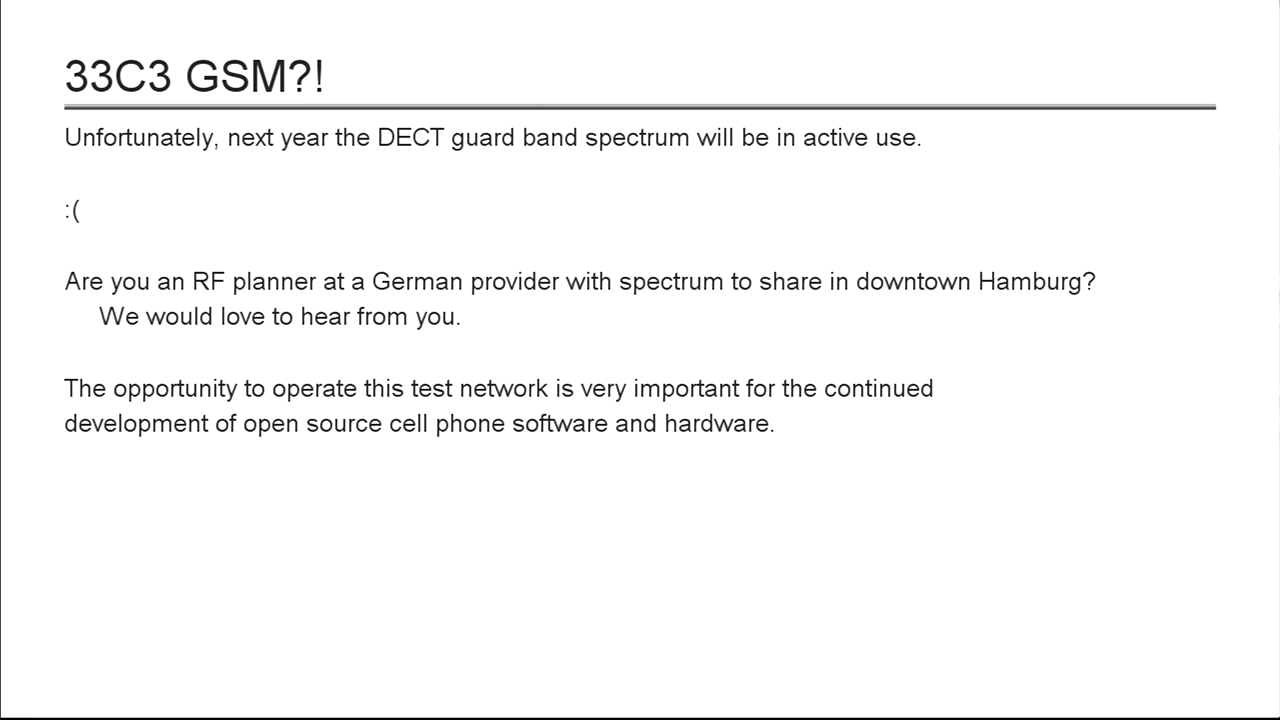 33C3 GSM?!
Unfortunately, next year the DECT guard band spectrum will be in active use.
:(
Are you an RF planner at a German provider with spectrum to share in downtown Hamburg?
We would love to hear from you.
The opportunity to operate this test network is very important for the continued
development of open source cell phone software and hardware.